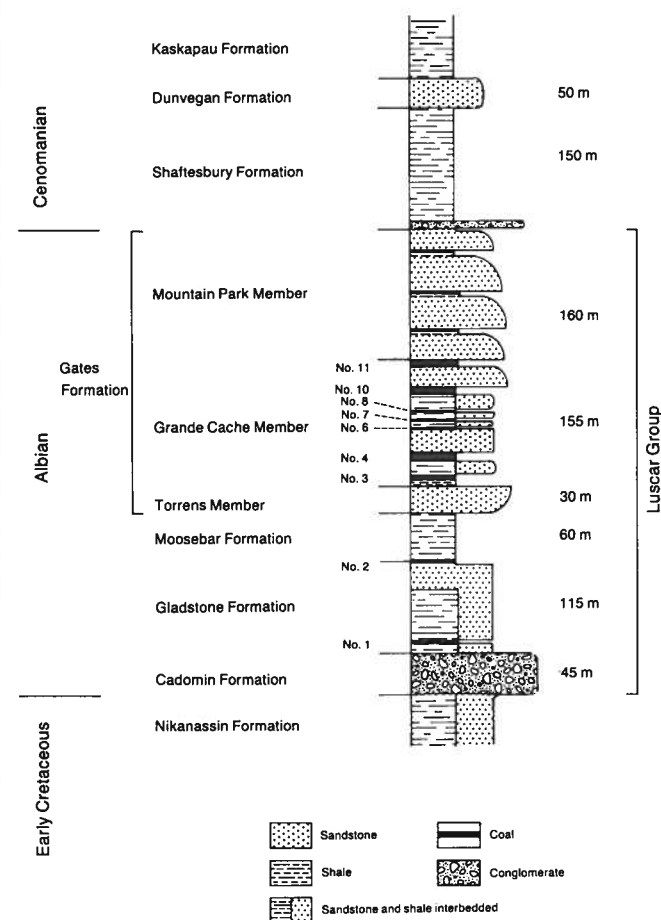 Kaskapau Formation
Dunvegan Formation
50 m
Cenomanian
150 m
Shaftesbury Formation
Mountain Park Member
160 m
Gates
Formation
No. 11
No. 10
No. 8
No. 7
No. 6
Grande Cache Member
155 m
Luscar Group
Albian
No. 4
No. 3
Torrens Member
30 m
Moosebar Formation
60 m
No. 2
Gladstone Formation
115 m
No. 1
Cadomin Formation
45 m
Nikanassin Formation
Early Cretaceous
Sandstone
Coal
Shale
Conglomerate
Sandstone and shale interbedded